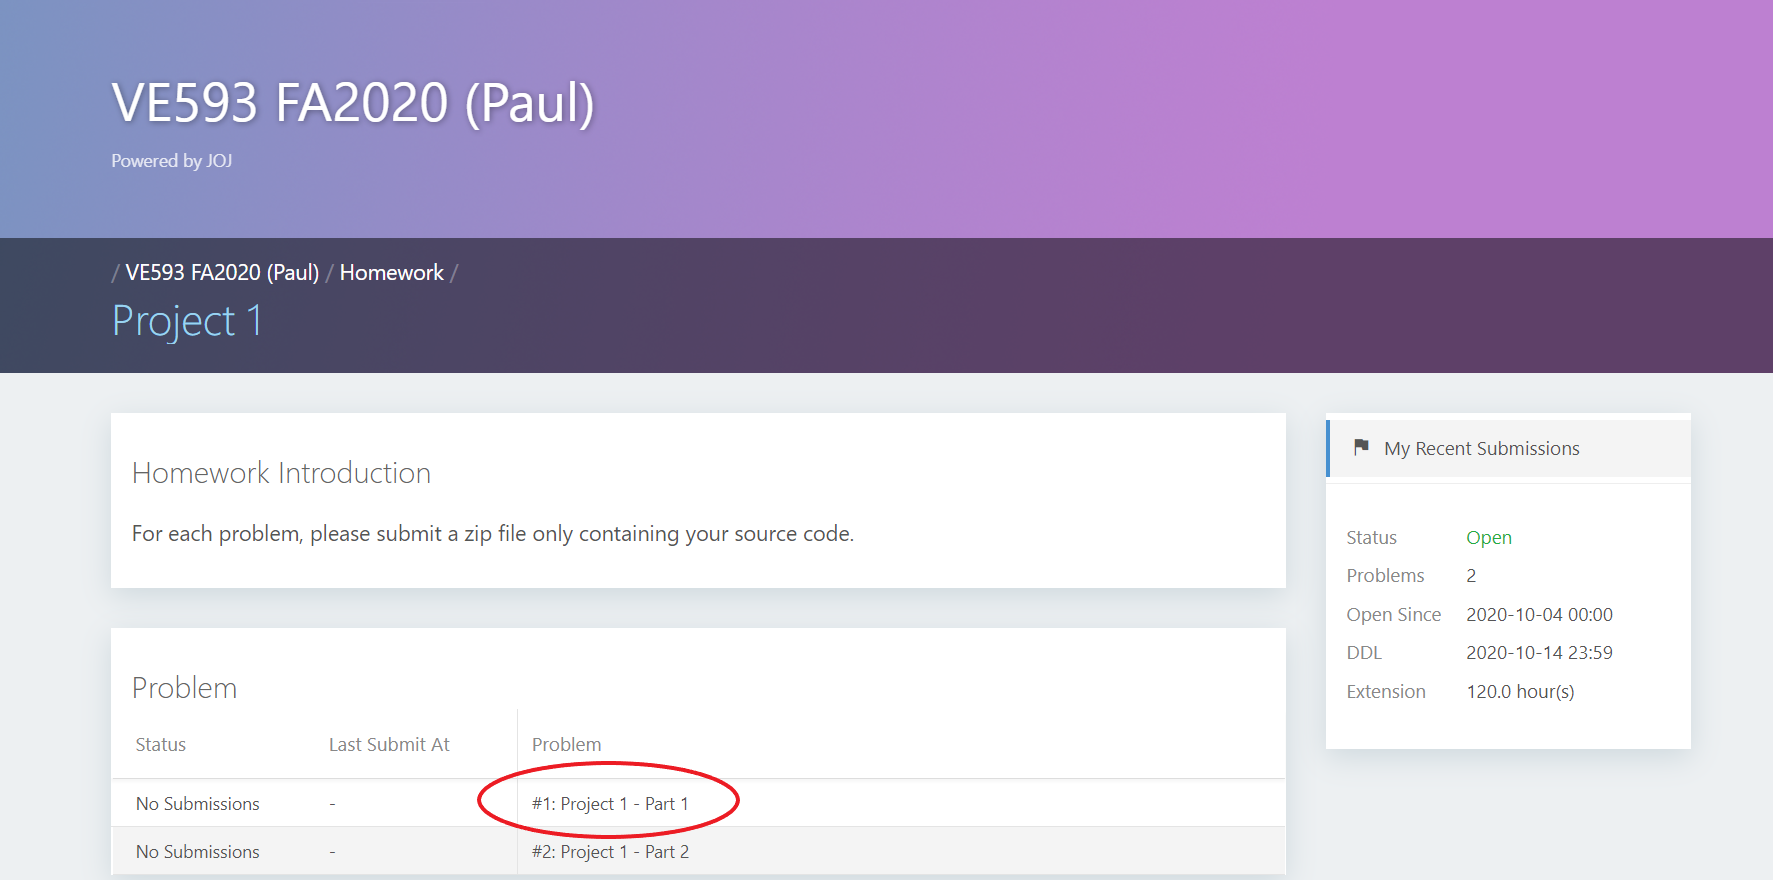 VE593 FA2020 (Paul)
Powered by JOJ
/ VE593 FA2020 (Paul) / Homework /
Project 1
Homework Introduction
For each problem, please submit a zip file only containing your source code.
Problem
Status Last Submit At Problem
No Submissions - #1: Project 1 - Part 1
No Submissions - #2: Project 1 - Part 2
My Recent Submissions
Status Open
Problems 2
Open Since 2020-10-04 00:00
DDL 2020-10-14 23:59
Extension 120.0 hour(s)